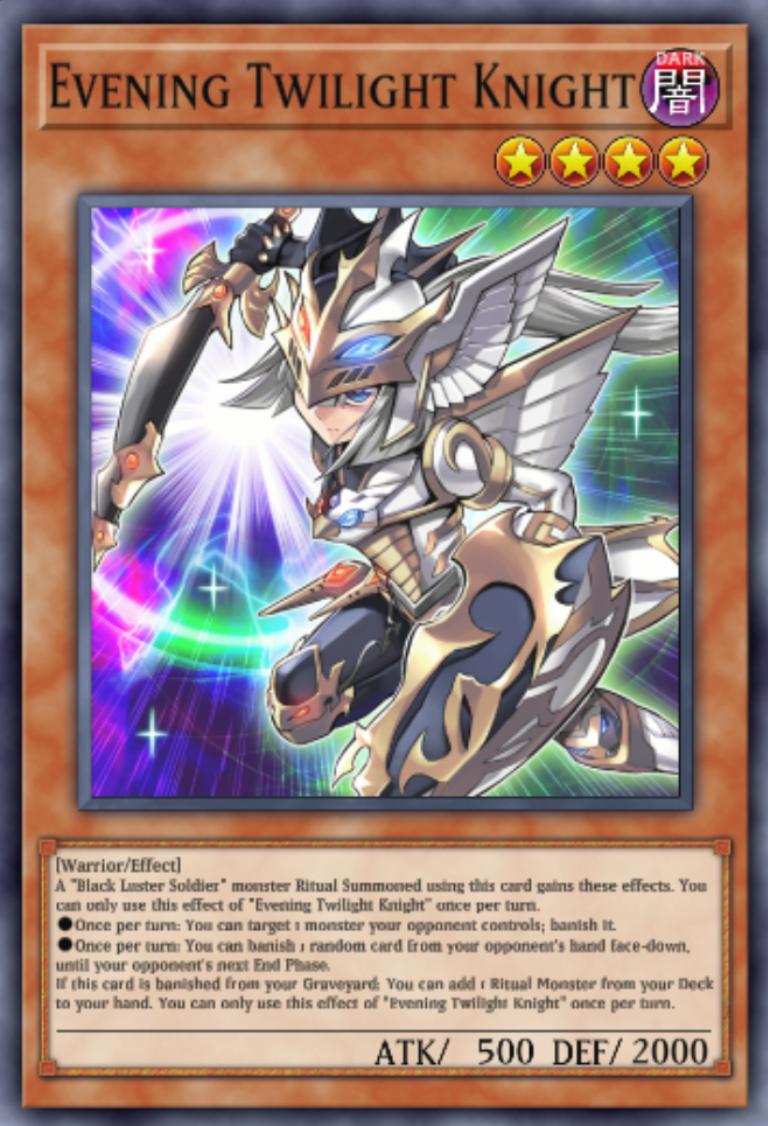 EVENING TWILIGHT KNIGHT
DARK
闇
[Warrior/Effect]
A "Black Luster Soldier" monster Ritual Summoned using this card gains these effects. You
can only use this effect of "Evening Twilight Knight" once per turn.
●Once per turn: You can target 1 monster your opponent controls; banish it.
●Once per turn: You can banish 1 random card from your opponent's hand face-down,
until your opponent's next End Phase.
If this card is banished from your Graveyard: You can add 1 Ritual Monster from your Deck
to your hand. You can only use this effect of "Evening Twilight Knight" once per turn.
ATK/ 500 DEF/ 2000